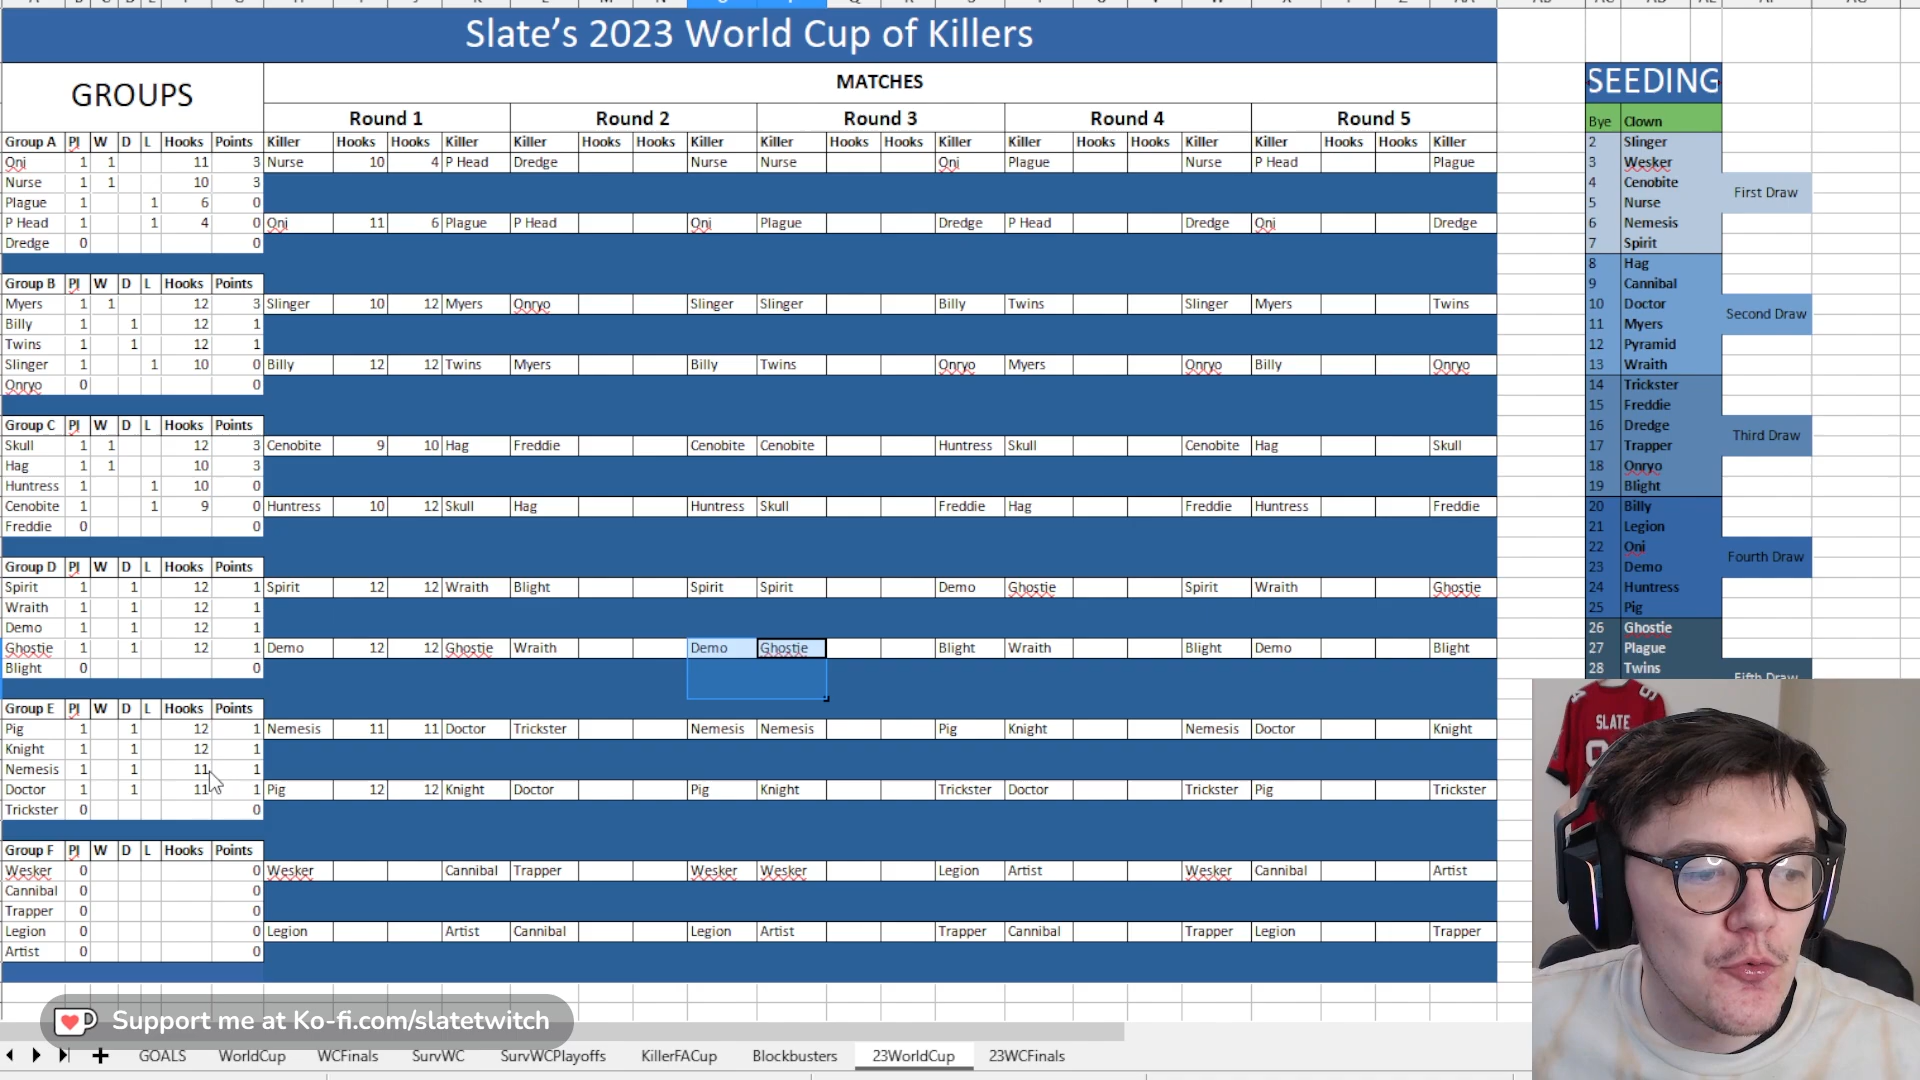 Slate's 2023 World Cup of Killers
GROUPS
MATCHES
SEEDING
Round 1 Round 2 Round 3 Round 4 Round 5
Bye Clown
Group A Pj W D L Hooks Points Killer Hooks Hooks Killer Killer Hooks Hooks Killer Killer Hooks Hooks Killer Killer Hooks Hooks Killer Killer Hooks Hooks Killer
2 Slinger
Oni 1 1 11 3 Nurse 10 4 P Head Dredge Nurse Nurse Oni Plague Nurse P Head Plague
3 Wesker
Nurse 1 1 10 3
4 Cenobite
First Draw
Plague 1 1 6 0
5 Nurse
P Head 1 1 4 0 Oni 11 6 Plague P Head Oni Plague Dredge P Head Dredge Oni Dredge
6 Nemesis
Dredge 0 0
7 Spirit
8 Hag
Group B Pj W D L Hooks Points
9 Cannibal
Myers 1 1 12 3 Slinger 10 12 Myers Onryo Slinger Slinger Billy Twins Slinger Myers Twins
10 Doctor
Second Draw
Billy 1 1 12 1
11 Myers
Twins 1 1 12 1
12 Pyramid
Slinger 1 1 10 0 Billy 12 12 Twins Myers Billy Twins Onryo Myers Onryo Billy Onryo
13 Wraith
Onryo 0 0
14 Trickster
15 Freddie
Group C Pj W D L Hooks Points
16 Dredge
Third Draw
Skull 1 1 12 3 Cenobite 9 10 Hag Freddie Cenobite Cenobite Huntress Skull Cenobite Hag Skull
17 Trapper
Hag 1 1 10 3
18 Onryo
Huntress 1 1 10 0
19 Blight
Cenobite 1 1 9 0 Huntress 10 12 Skull Hag Huntress Skull Freddie Hag Freddie Huntress Freddie
20 Billy
Freddie 0 0
21 Legion
22 Oni
Fourth Draw
Group D Pj W D L Hooks Points
23 Demo
Spirit 1 1 12 1 Spirit 12 12 Wraith Blight Spirit Spirit Demo Ghostie Spirit Wraith Ghostie
24 Huntress
Wraith 1 1 12 1
25 Pig
Demo 1 1 12 1
26 Ghostie
Ghostie 1 1 12 1 Demo 12 12 Ghostie Wraith Demo Ghostie Blight Wraith Blight Demo Blight
27 Plague
Blight 0 0
28 Twins
Fifth Draw
Group E Pj W D L Hooks Points
Pig 1 1 12 1 Nemesis 11 11 Doctor Trickster Nemesis Nemesis Pig Knight Nemesis Doctor Knight
Knight 1 1 12 1
Nemesis 1 1 11 1
Doctor 1 1 11 1 Pig 12 12 Knight Doctor Pig Knight Trickster Doctor Trickster Pig Trickster
Trickster 0 0
Group F Pj W D L Hooks Points
Wesker 0 0 Wesker Cannibal Trapper Wesker Wesker Legion Artist Wesker Cannibal Artist
Cannibal 0 0
Trapper 0 0
Legion 0 0 Legion Artist Cannibal Legion Artist Trapper Cannibal Trapper Legion Trapper
Artist 0 0
SLATE
Support me at Ko-fi.com/slatetwitch
GOALS WorldCup WCFinals SurvWC SurvWCPlayoffs KillerFACup Blockbusters 23WorldCup 23WCFinals